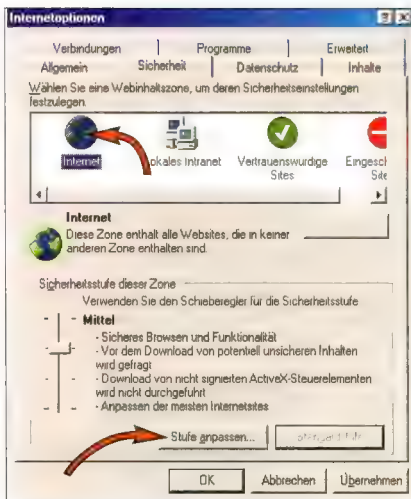 Internetoptionen
Verbindungen Programme Erweitert
Allgemein Sicherheit Datenschutz Inhalte
Wählen Sie eine Webinhaltszone, um deren Sicherheitseinstellungen
festzulegen.
Internet okales Intranet Vertrauenswürdige Eingesch
Sites Site
Internet
Diese Zone enthält alle Websites, die in keiner
anderen Zone enthalten sind.
Sicherheitsstufe dieser Zone
Verwenden Sie den Schieberegler für die Sicherheitsstufe
Mittel
- Sicheres Browsen und Funktionalität
- Vor dem Download von potentiell unsicheren Inhalten
wird gefragt
- Download von nicht signierten ActiveX-Steuerelementen
wird nicht durchgeführt
- Anpassen der meisten Internetsites
Stufe anpassen...
OK Abbrechen Übernehmen